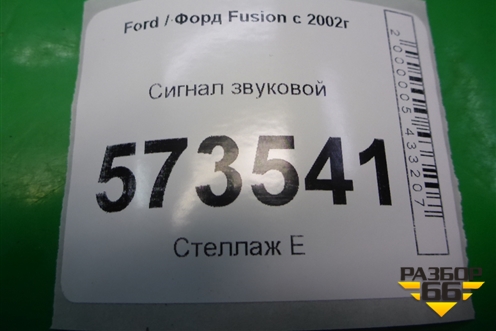 Ford / Форд Fusion с 2002г
Сигнал звуковой
573541
Стеллаж Е
2000005433207
РАЗБОР
66